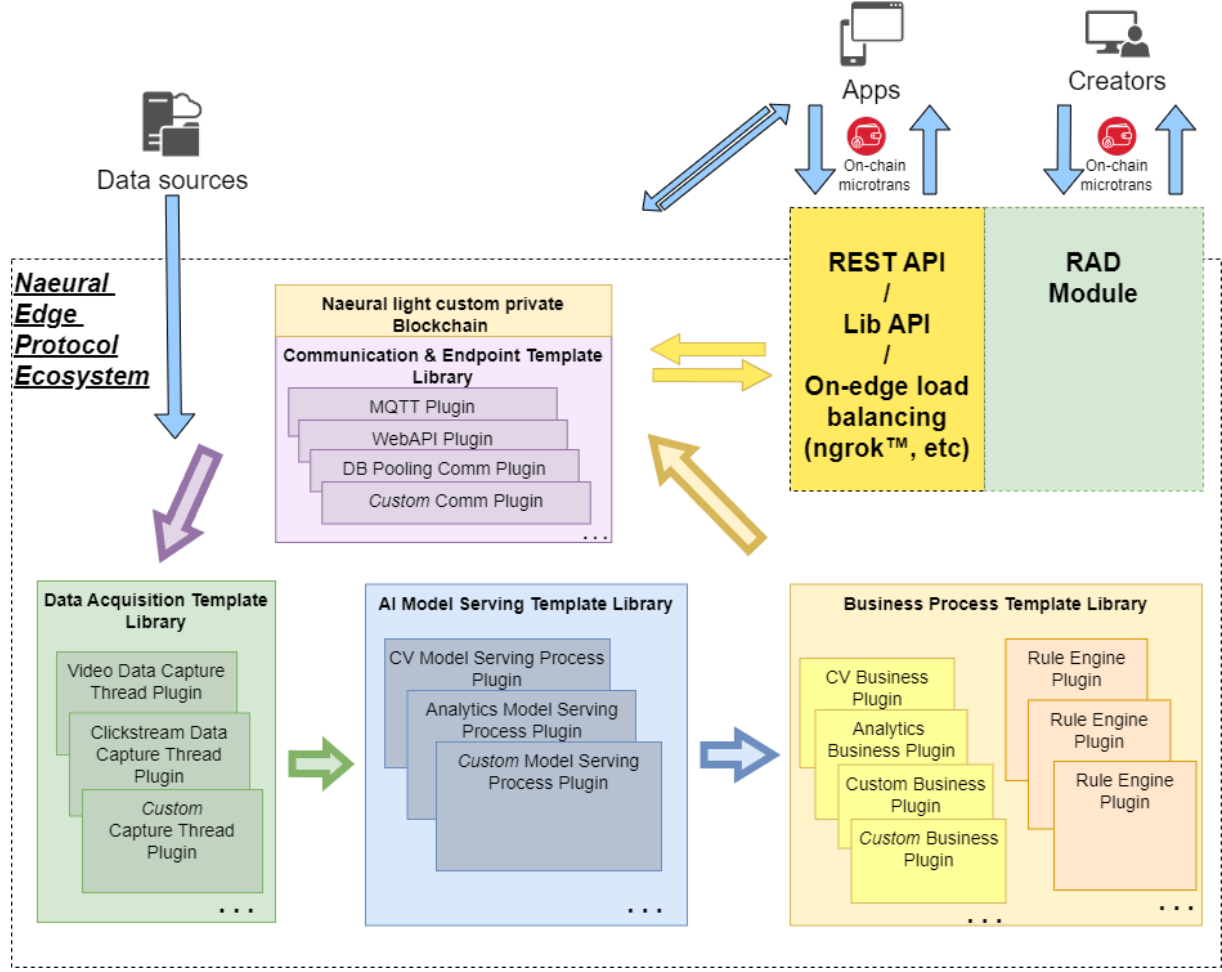 Apps
Creators
On-chain
microtrans
On-chain
microtrans
Data sources
Naeural
Edge
Protocol
Ecosystem
Naeural light custom private
Blockchain
Communication & Endpoint Template
Library
MQTT Plugin
WebAPI Plugin
DB Pooling Comm Plugin
Custom Comm Plugin
...
REST API
/
Lib API
/
On-edge load
balancing
(ngrok™, etc)
RAD
Module
Data Acquisition Template
Library
Video Data Capture
Thread Plugin
Clickstream Data
Capture Thread
Plugin
Custom
Capture Thread
Plugin
...
AI Model Serving Template Library
CV Model Serving Process
Plugin
Analytics Model Serving
Process Plugin
Custom Model Serving
Process Plugin
...
Business Process Template Library
CV Business
Plugin
Analytics
Business Plugin
Custom Business
Plugin
Custom Business
Plugin
...
Rule Engine
Plugin
Rule Engine
Plugin
Rule Engine
Plugin
...